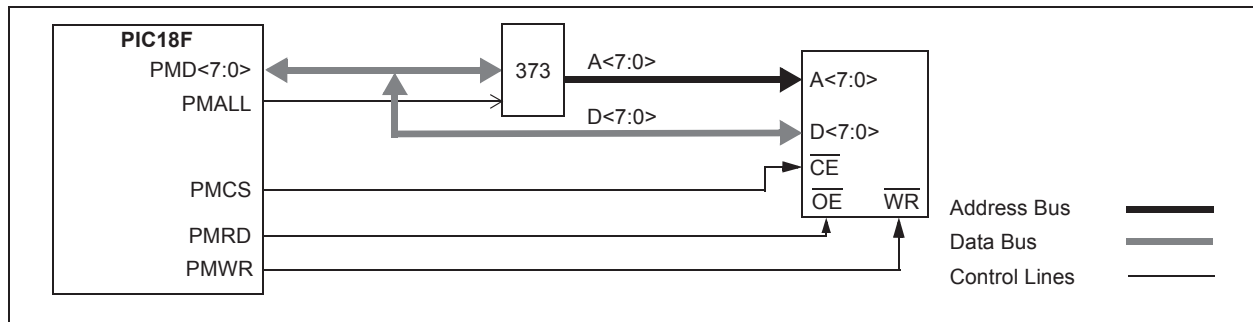 PIC18F
PMD<7:0>
PMALL
PMCS
PMRD
PMWR
373
A<7:0>
D<7:0>
A<7:0>
D<7:0>
CE
OE WR
Address Bus
Data Bus
Control Lines